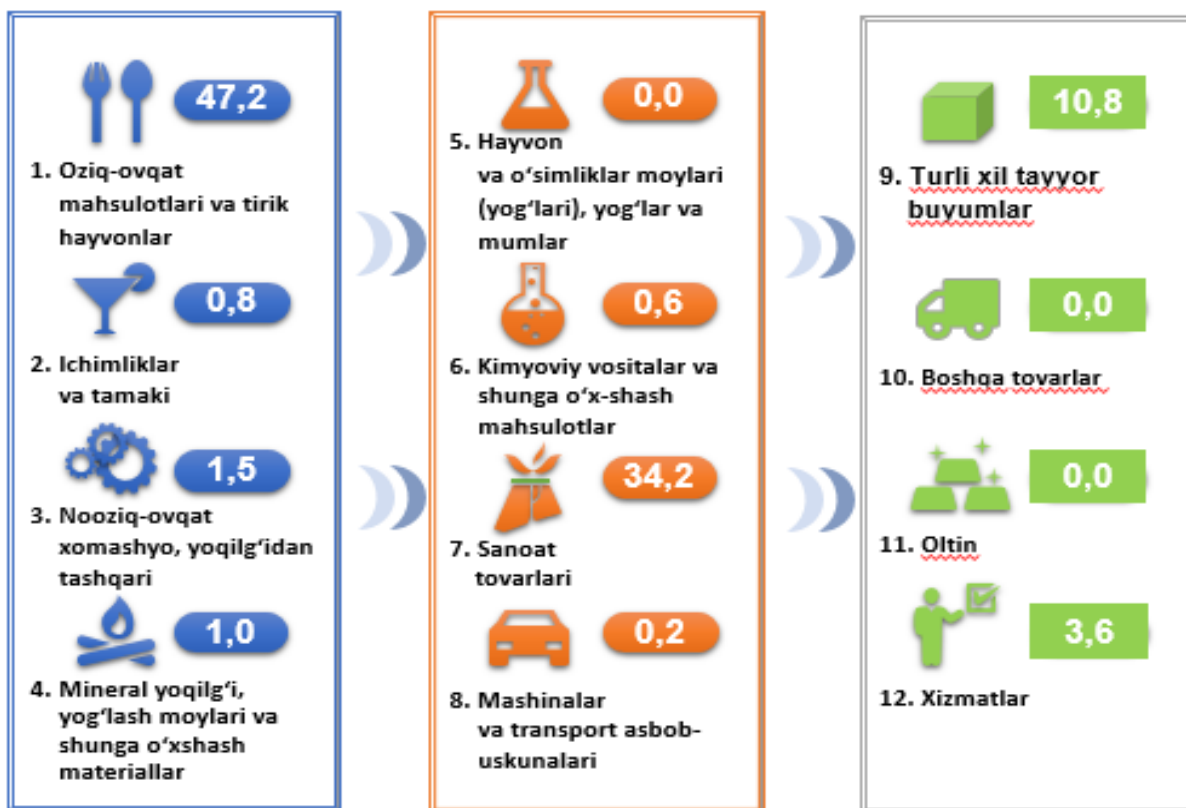 47,2
1. Oziq-ovqat
mahsulotlari va tirik
hayvonlar
0,8
2. Ichimliklar
va tamaki
1,5
3. Nooziq-ovqat
xomashyo, yoqilg‘idan
tashqari
1,0
4. Mineral yoqilg‘i,
yog‘lash moylari va
shunga o‘xshash
materiallar
0,0
5. Hayvon
va o‘simliklar moylari
(yog‘lari), yog‘lar va
mumlar
0,6
6. Kimyoviy vositalar va
shunga o‘x-shash
mahsulotlar
34,2
7. Sanoat
tovarlari
0,2
8. Mashinalar
va transport asbob-
uskunalari
10,8
9. Turli xil tayyor
buyumlar
0,0
10. Boshqa tovarlar
0,0
11. Oltin
3,6
12. Xizmatlar